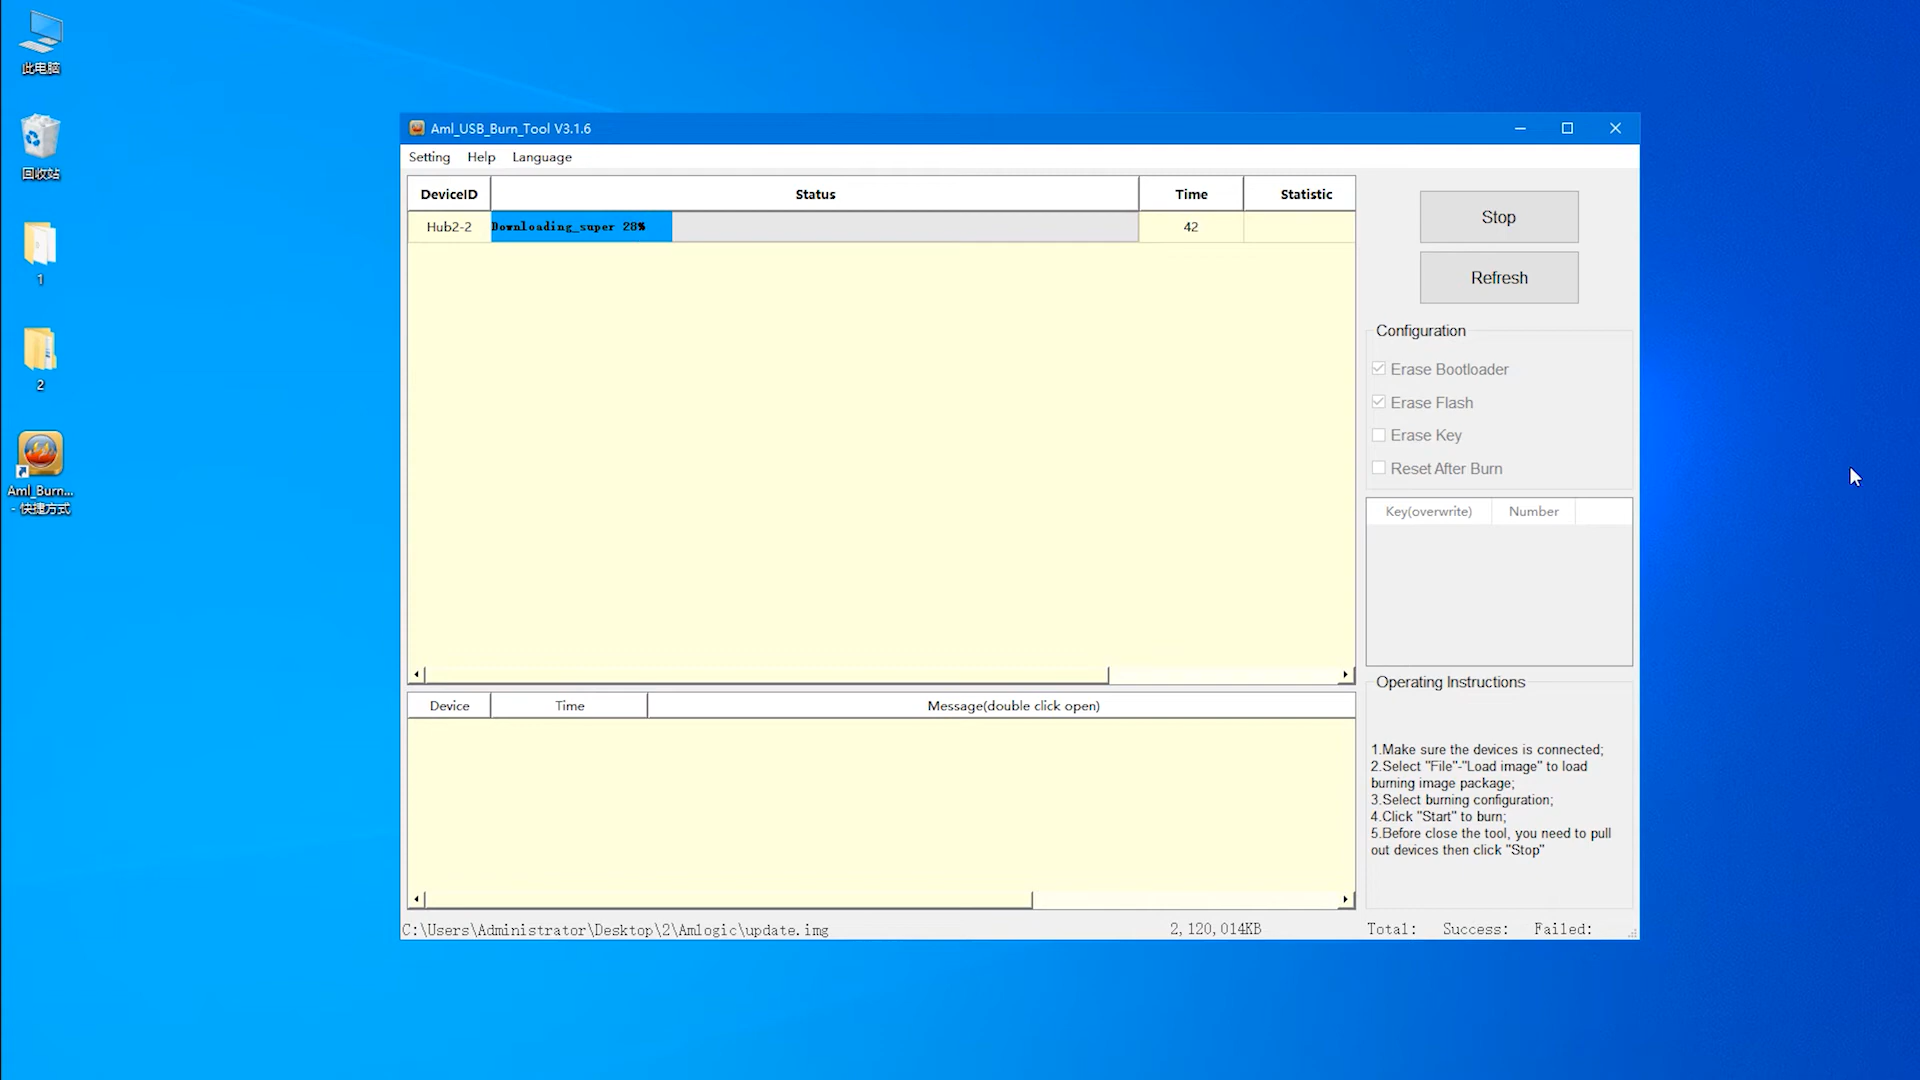 此电脑
回收站
1
2
Aml_Burn...
- 快捷方式
Aml_USB_Burn_Tool V3.1.6
Setting Help Language
DeviceID Status Time Statistic
Hub2-2 Downloading_super 28% 42
Stop
Refresh
Configuration
Erase Bootloader
Erase Flash
Erase Key
Reset After Burn
Key(overwrite) Number
Device Time Message(double click open)
Operating Instructions
1.Make sure the devices is connected;
2.Select "File"-"Load image" to load
burning image package;
3.Select burning configuration;
4.Click "Start" to burn;
5.Before close the tool, you need to pull
out devices then click "Stop"
C:\Users\Administrator\Desktop\2\Amlogic\update.img 2,120,014KB Total: Success: Failed: